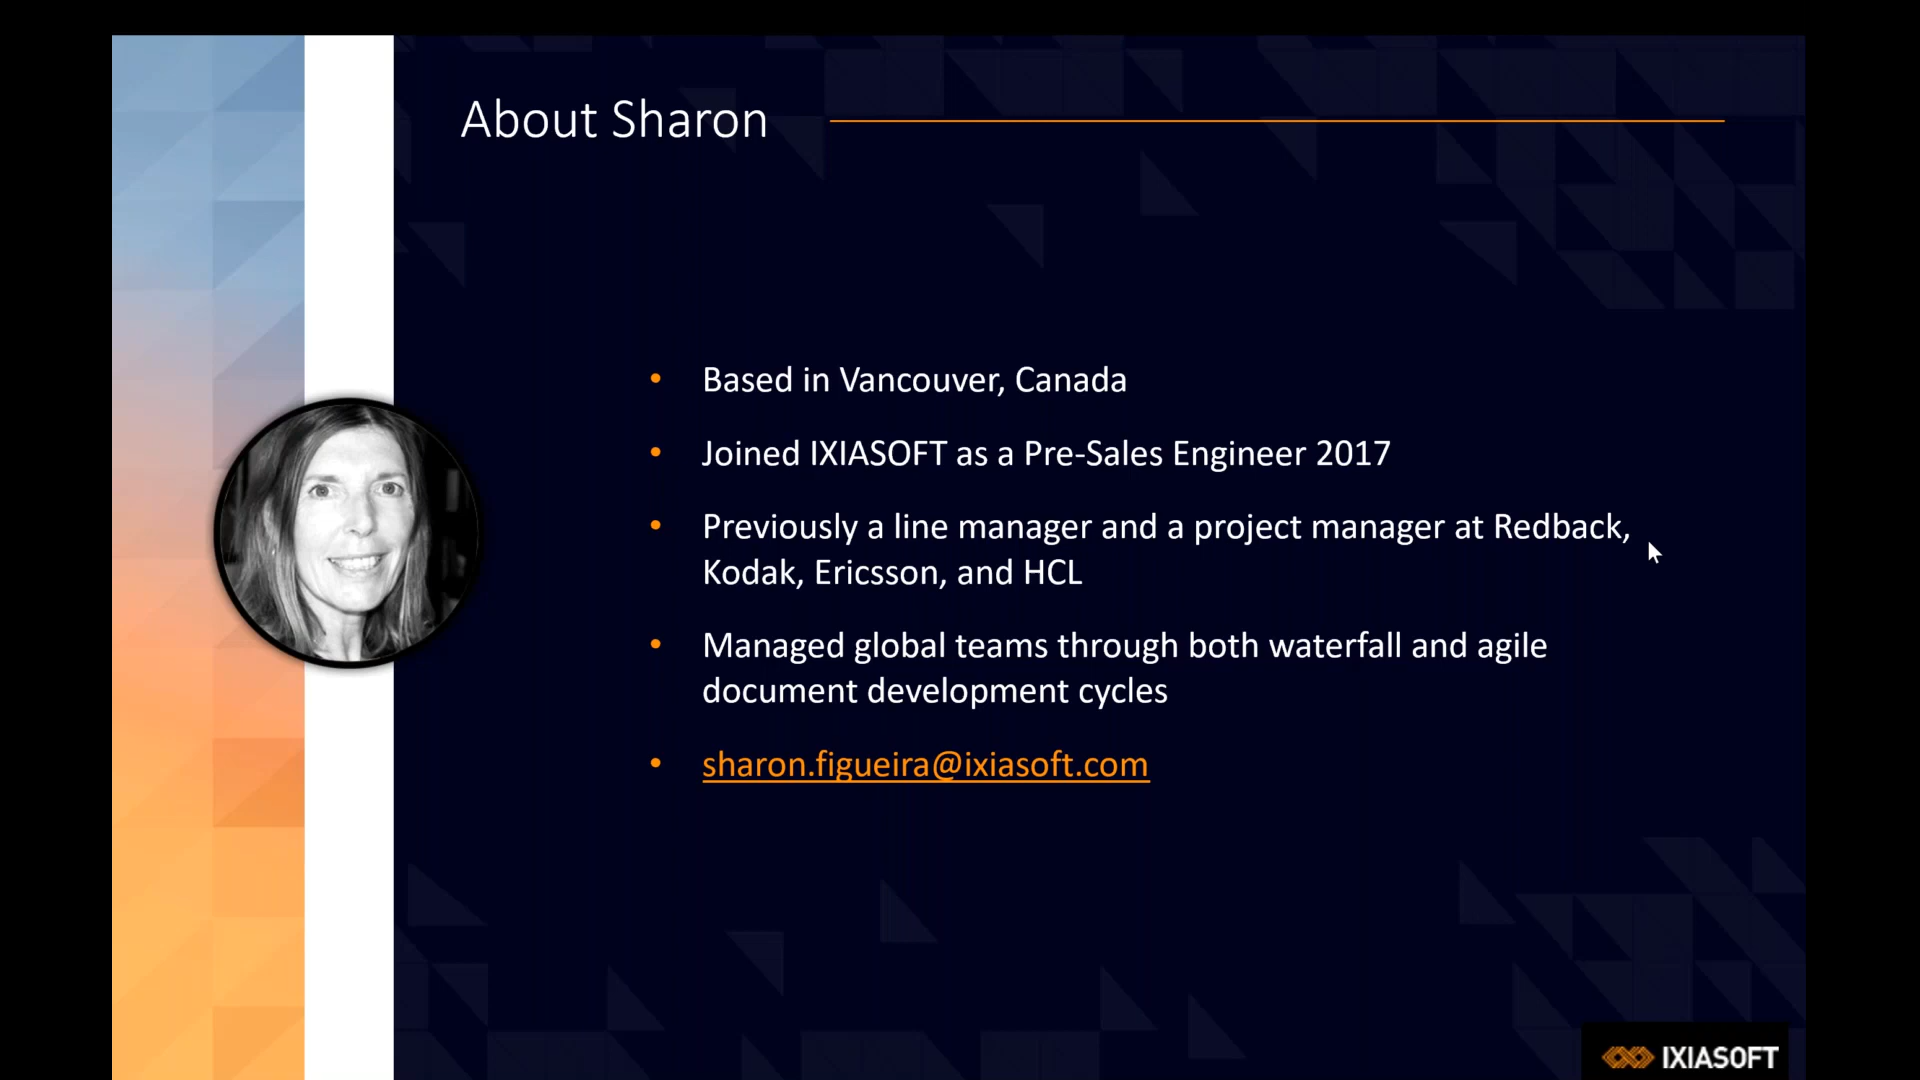 About Sharon
• Based in Vancouver, Canada
• Joined IXIASOFT as a Pre-Sales Engineer 2017
• Previously a line manager and a project manager at Redback,
Kodak, Ericsson, and HCL
• Managed global teams through both waterfall and agile
document development cycles
• sharon.figueira@ixiasoft.com
IXIASOFT